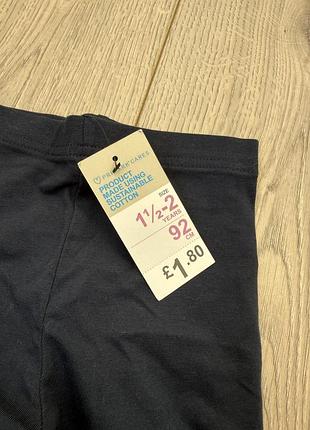 PRIMARK CARES
PRODUCT
MADE USING
SUSTAINABLE
COTTON
SIZE
1½-2
YEARS
92
CM
£1.80